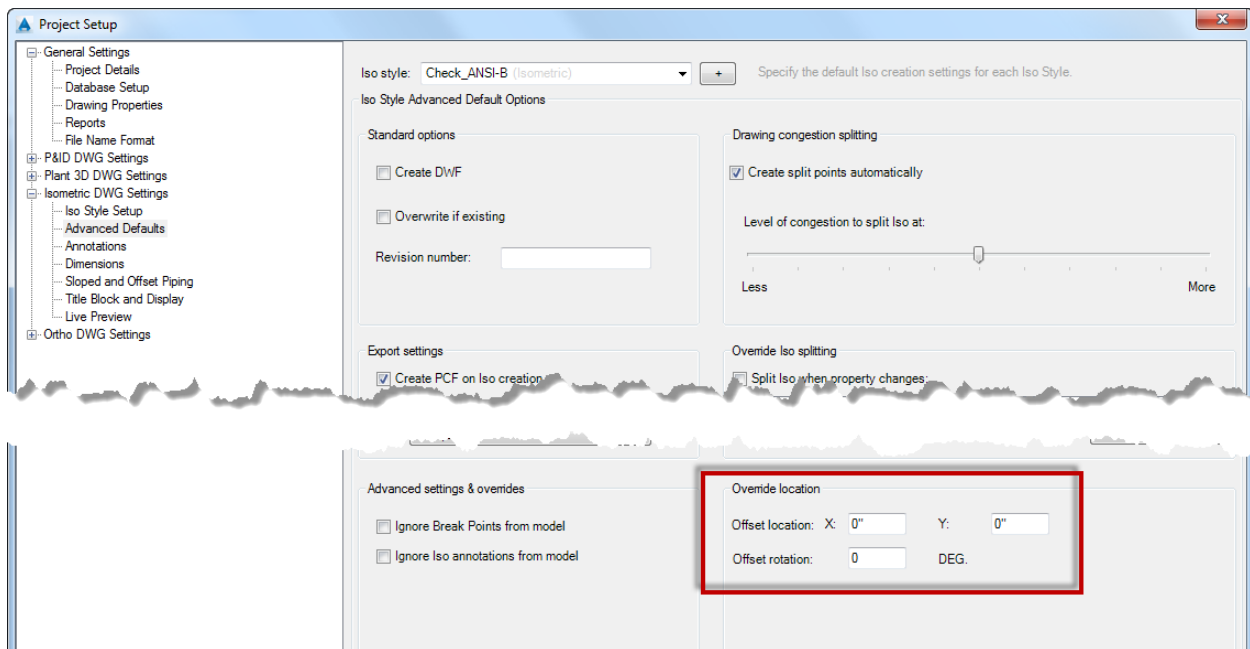 Project Setup
General Settings
Project Details
Database Setup
Drawing Properties
Reports
File Name Format
P&ID DWG Settings
Plant 3D DWG Settings
Isometric DWG Settings
Iso Style Setup
Advanced Defaults
Annotations
Dimensions
Sloped and Offset Piping
Title Block and Display
Live Preview
Ortho DWG Settings
Iso style: Check_ANSI-B (Isometric) + Specify the default Iso creation settings for each Iso Style.
Iso Style Advanced Default Options
Standard options
Create DWF
Overwrite if existing
Revision number:
Drawing congestion splitting
Create split points automatically
Level of congestion to split Iso at:
Less More
Export settings
Create PCF on Iso creation
Override Iso splitting
Split Iso when property changes:
Advanced settings & overrides
Ignore Break Points from model
Ignore Iso annotations from model
Override location
Offset location: X: 0" Y: 0"
Offset rotation: 0 DEG.